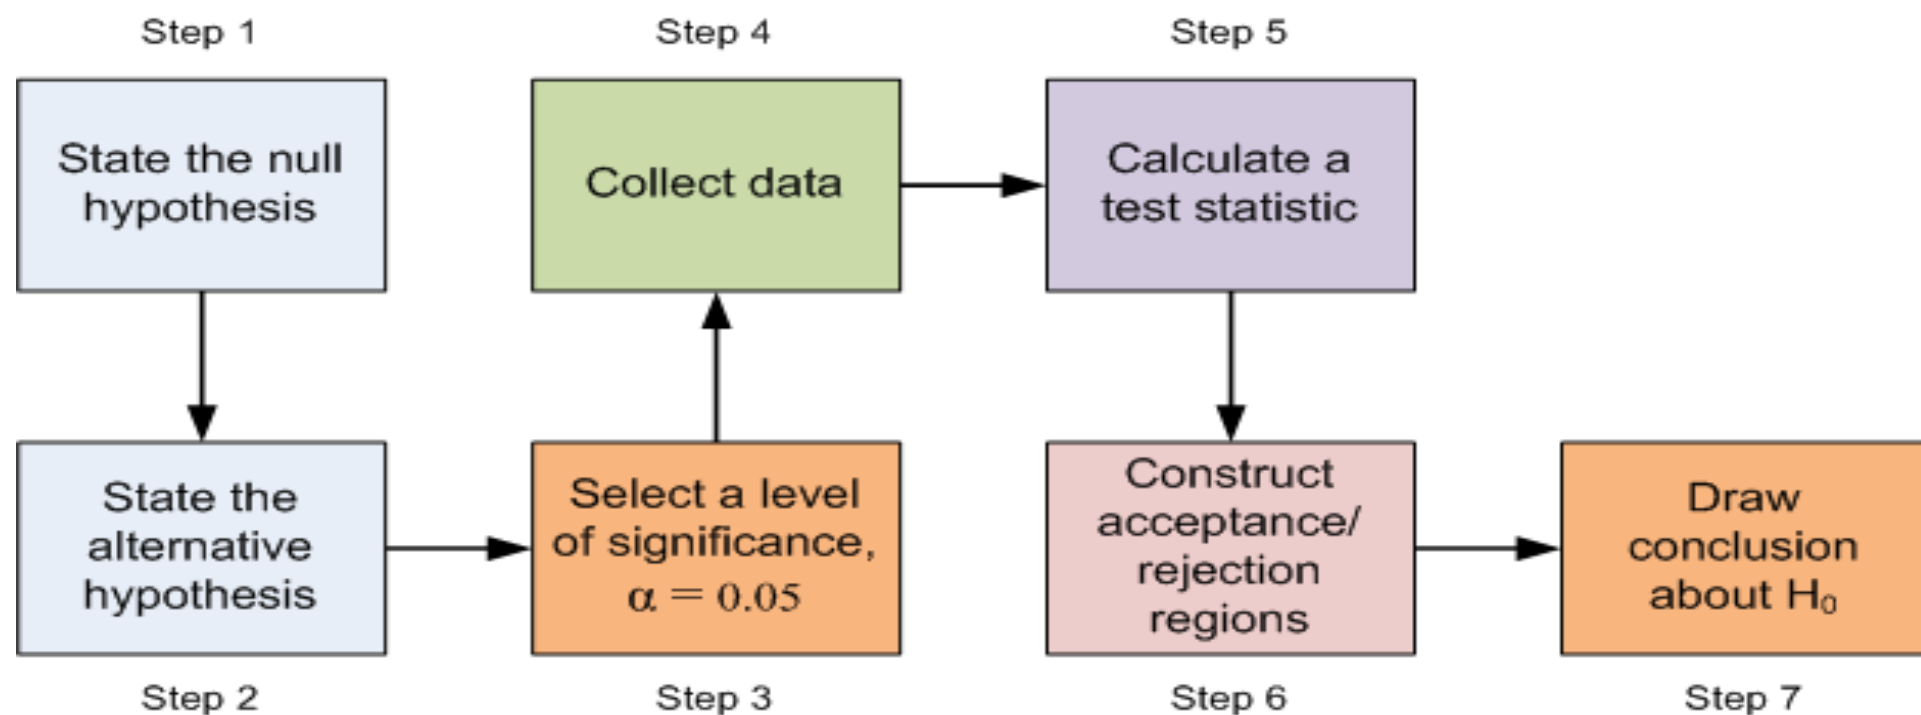 Step 1
State the null
hypothesis
State the
alternative
hypothesis
Step 2
Select a level
of significance,
α = 0.05
Step 3
Step 4
Collect data
Step 5
Calculate a
test statistic
Construct
acceptance/
rejection
regions
Step 6
Draw
conclusion
about H₀
Step 7